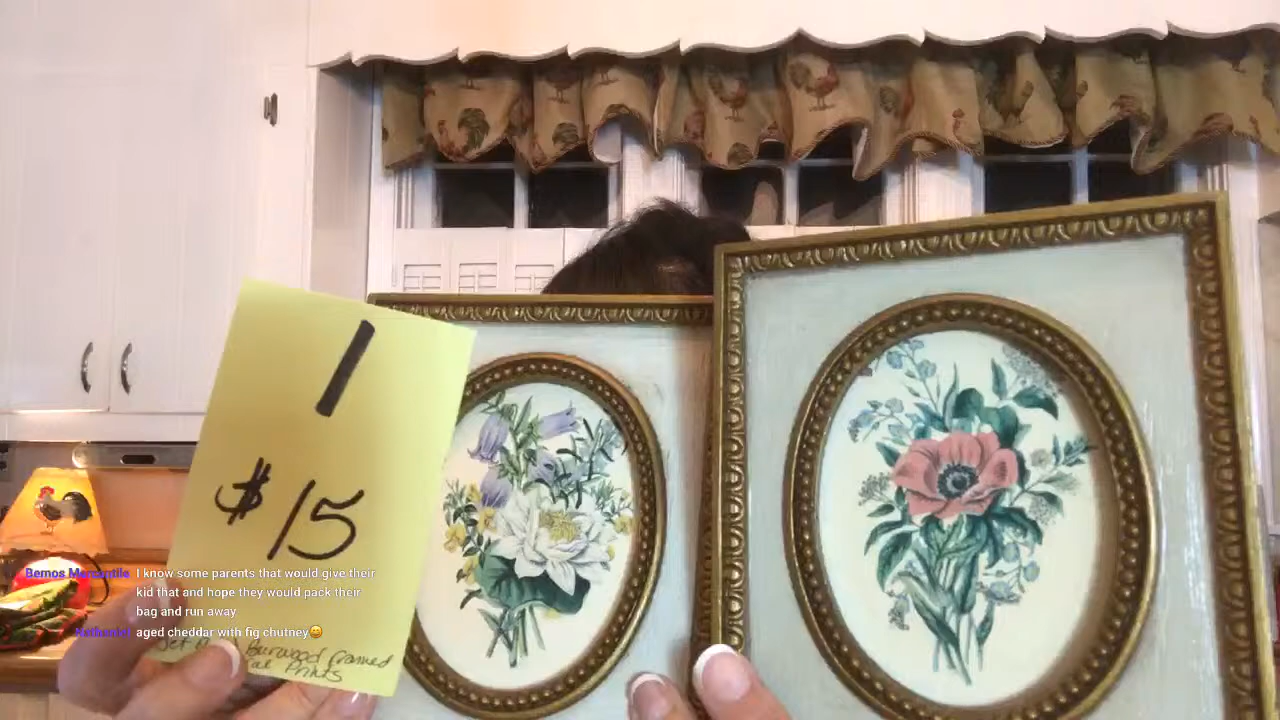 1
$15
Bemos Mercantile I know some parents that would give their
kid that and hope they would pack their
bag and run away
aged cheddar with fig chutney😄
Burwood framed
Prints